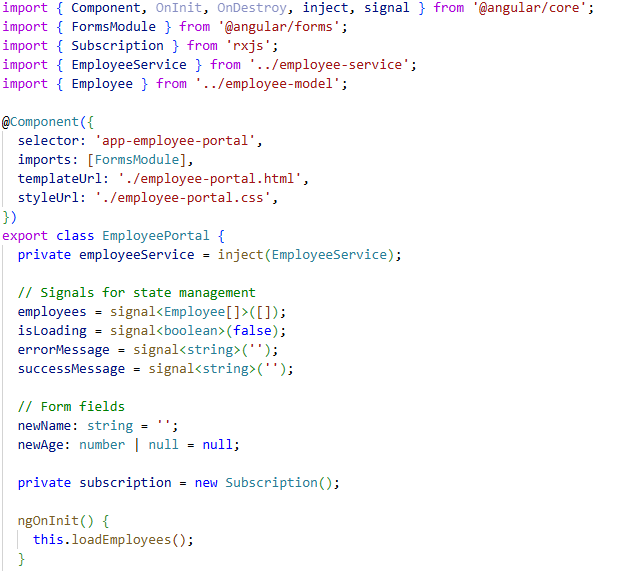 import { Component, OnInit, OnDestroy, inject, signal } from '@angular/core';
import { FormsModule } from '@angular/forms';
import { Subscription } from 'rxjs';
import { EmployeeService } from '../employee-service';
import { Employee } from '../employee-model';

@Component({
  selector: 'app-employee-portal',
  imports: [FormsModule],
  templateUrl: './employee-portal.html',
  styleUrl: './employee-portal.css',
})
export class EmployeePortal {
  private employeeService = inject(EmployeeService);

  // Signals for state management
  employees = signal<Employee[]>([]);
  isLoading = signal<boolean>(false);
  errorMessage = signal<string>('');
  successMessage = signal<string>('');

  // Form fields
  newName: string = '';
  newAge: number | null = null;

  private subscription = new Subscription();

  ngOnInit() {
    this.loadEmployees();
  }